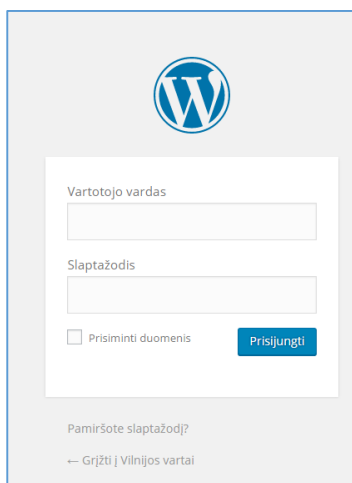 Vartotojo vardas
Slaptažodis
Prisiminti duomenis
Prisijungti
Pamiršote slaptažodį?
← Grįžti į Vilnijos vartai